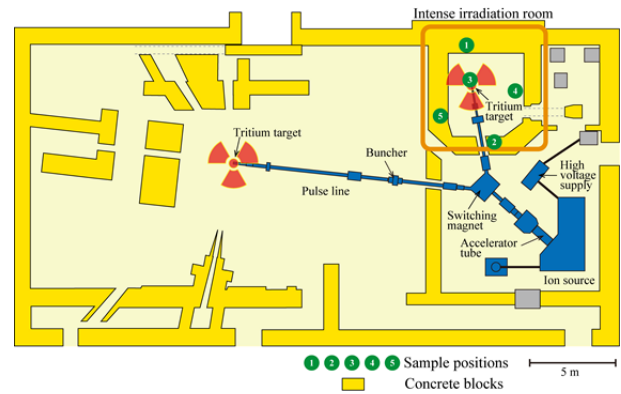 Intense irradiation room
1
3
4
Tritium
target
5
2
Tritium target
Buncher
Pulse line
High
voltage
supply
Switching
magnet
Accelerator
tube
Ion source
1 2 3 4 5 Sample positions
Concrete blocks
5 m